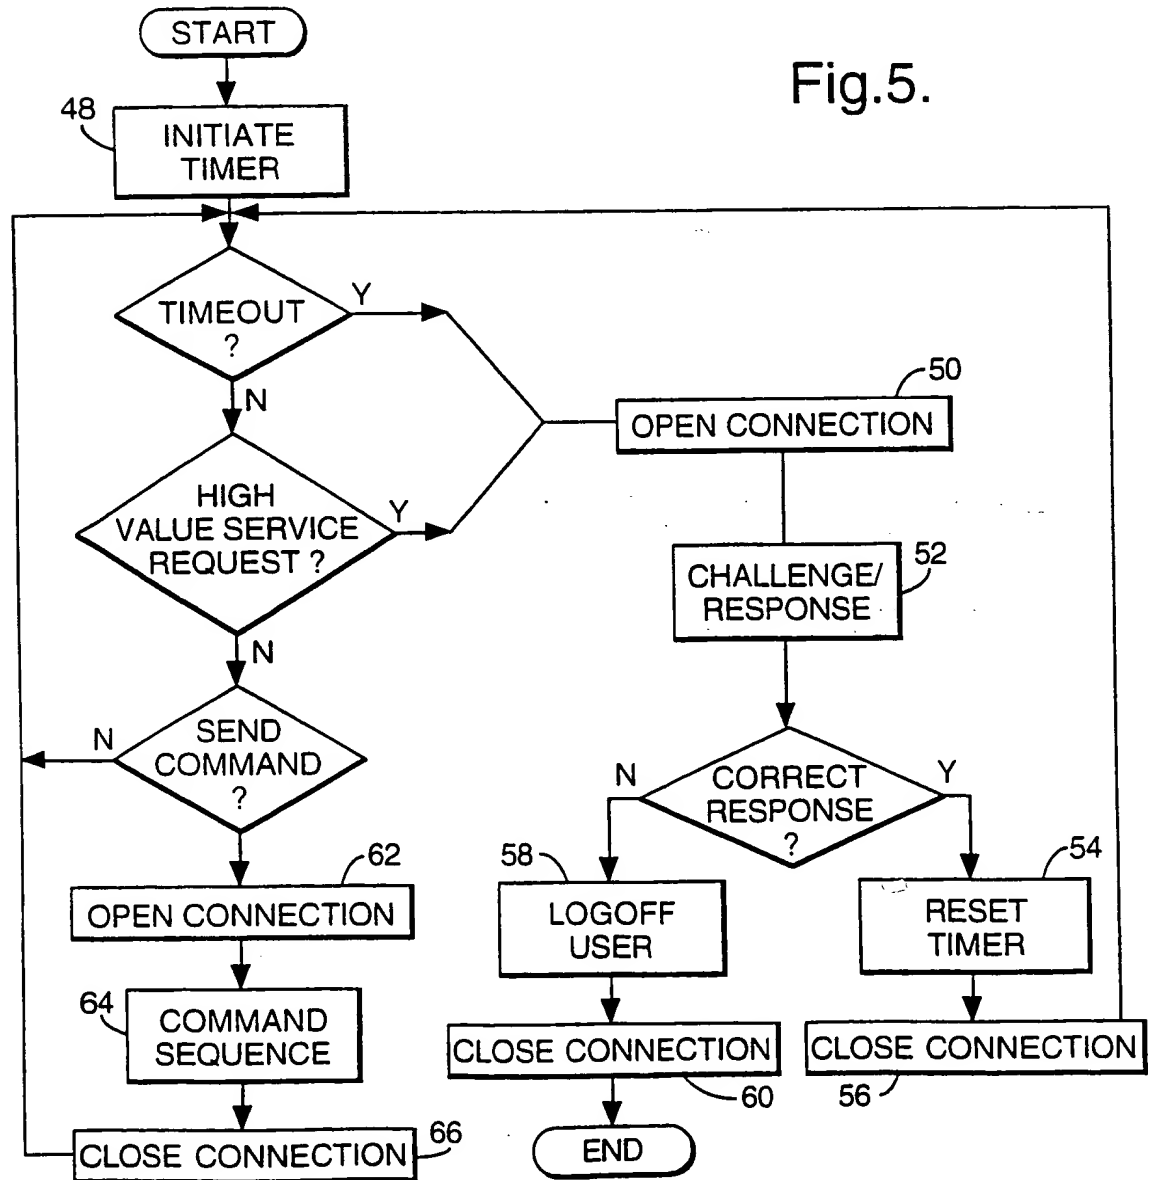 START
Fig.5.
48
INITIATE
TIMER
TIMEOUT
?
Y
N
50
OPEN CONNECTION
HIGH
VALUE SERVICE
REQUEST ?
Y
N
52
CHALLENGE/
RESPONSE
SEND
COMMAND
?
N
CORRECT
RESPONSE
?
N
Y
62
OPEN CONNECTION
58
LOGOFF
USER
54
RESET
TIMER
64
COMMAND
SEQUENCE
CLOSE CONNECTION
60
CLOSE CONNECTION
56
CLOSE CONNECTION
66
END